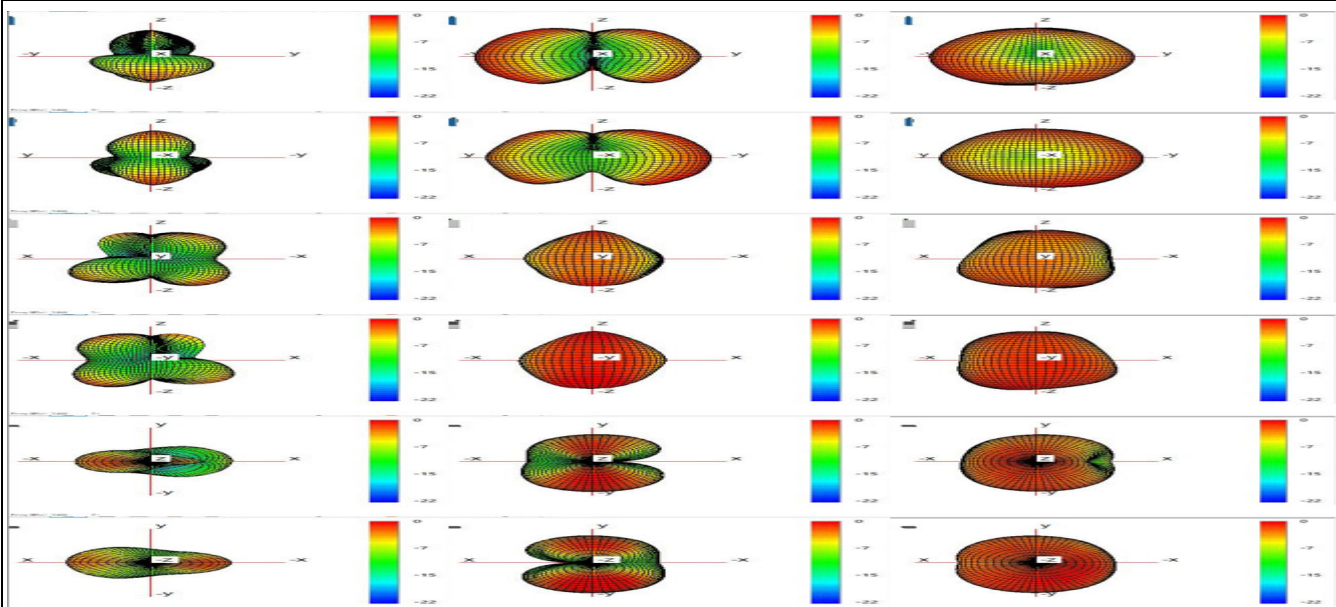 z 0 z 0 z 0
-y x y -7 -y x y -7 -y x y -7
-15 -15 -15
-z -22 -z -22 -z -22
z 0 z 0 z 0
y -x -y -7 y -x -y -7 y -x -y -7
-15 -15 -15
-z -22 -z -22 -z -22
z 0 z 0 z 0
x y -x -7 x y -x -7 x y -x -7
-15 -15 -15
-z -22 -z -22 -z -22
z 0 z 0 z 0
-x -y x -7 -x -y x -7 -x -y x -7
-15 -15 -15
-z -22 -z -22 -z -22
y 0 y 0 y 0
-x z x -7 -x z x -7 -x z x -7
-15 -15 -15
-y -22 -y -22 -y -22
y 0 y 0 y 0
x -z -x -7 x -z -x -7 x -z -x -7
-15 -15 -15
-y -22 -y -22 -y -22